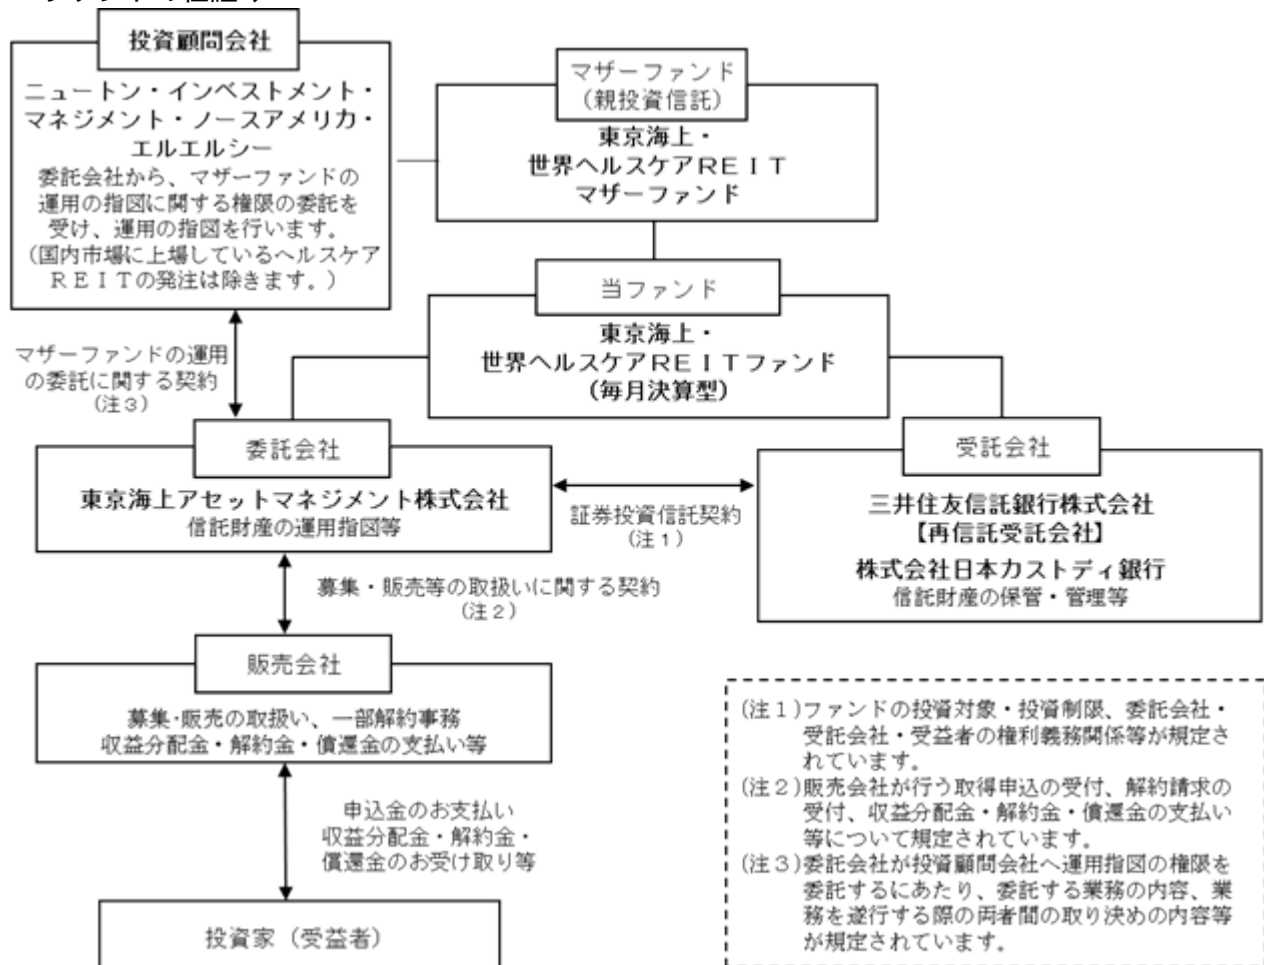 ファンドの仕組み
投資顧問会社
ニュートン・インベストメント・
マネジメント・ノースアメリカ・
エルエルシー
委託会社から、マザーファンドの
運用の指図に関する権限の委託を
受け、運用の指図を行います。
(国内市場に上場しているヘルスケア
ＲＥＩＴの発注は除きます。)
マザーファンド
(親投資信託)
東京海上・
世界ヘルスケアＲＥＩＴ
マザーファンド
当ファンド
東京海上・
世界ヘルスケアＲＥＩＴファンド
(毎月決算型)
マザーファンドの運用
の委託に関する契約
(注３)
委託会社
東京海上アセットマネジメント株式会社
信託財産の運用指図等
証券投資信託契約
(注１)
受託会社
三井住友信託銀行株式会社
【再信託受託会社】
株式会社日本カストディ銀行
信託財産の保管・管理等
募集・販売等の取扱いに関する契約
(注２)
販売会社
募集・販売の取扱い、一部解約事務
収益分配金・解約金・償還金の支払い等
申込金のお支払い
収益分配金・解約金・
償還金のお受け取り等
投資家（受益者）
(注１)ファンドの投資対象・投資制限、委託会社・
受託会社・受益者の権利義務関係等が規定さ
れています。
(注２)販売会社が行う取得申込の受付、解約請求の
受付、収益分配金・解約金・償還金の支払い
等について規定されています。
(注３)委託会社が投資顧問会社へ運用指図の権限を
委託するにあたり、委託する業務の内容、業
務を遂行する際の両者間の取り決めの内容等
が規定されています。